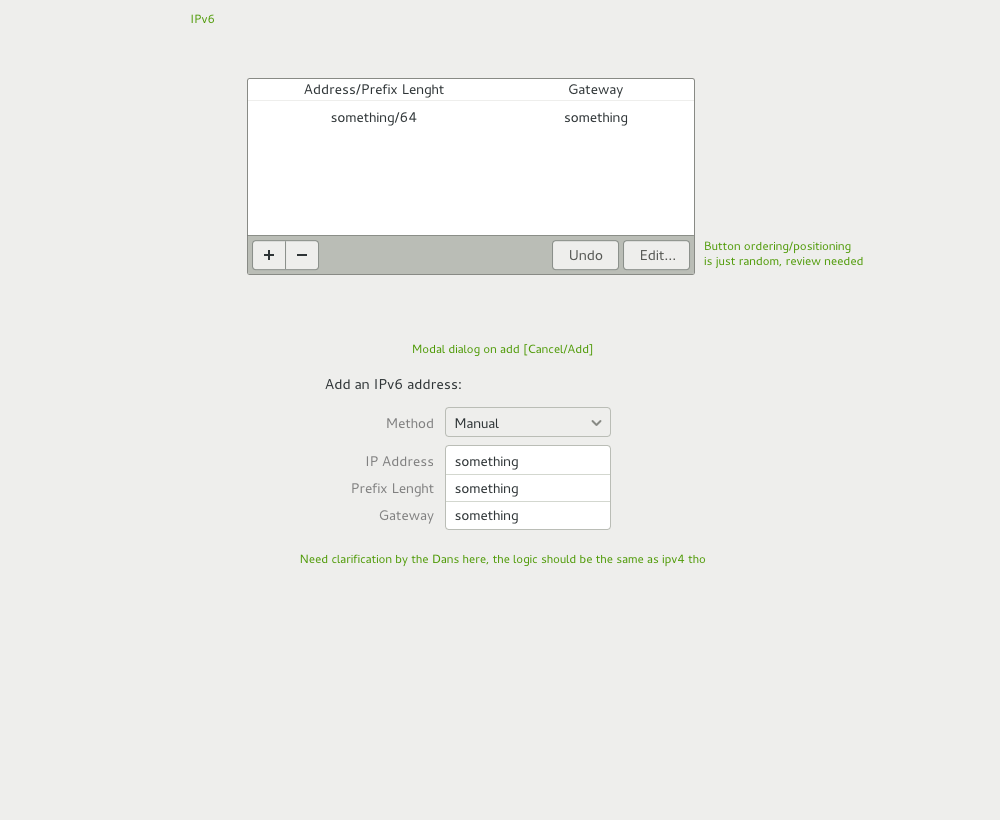 IPv6
Address/Prefix Lenght Gateway
something/64 something
+ − Undo Edit...
Button ordering/positioning
is just random, review needed
Modal dialog on add [Cancel/Add]
Add an IPv6 address:
Method Manual
IP Address something
Prefix Lenght something
Gateway something
Need clarification by the Dans here, the logic should be the same as ipv4 tho